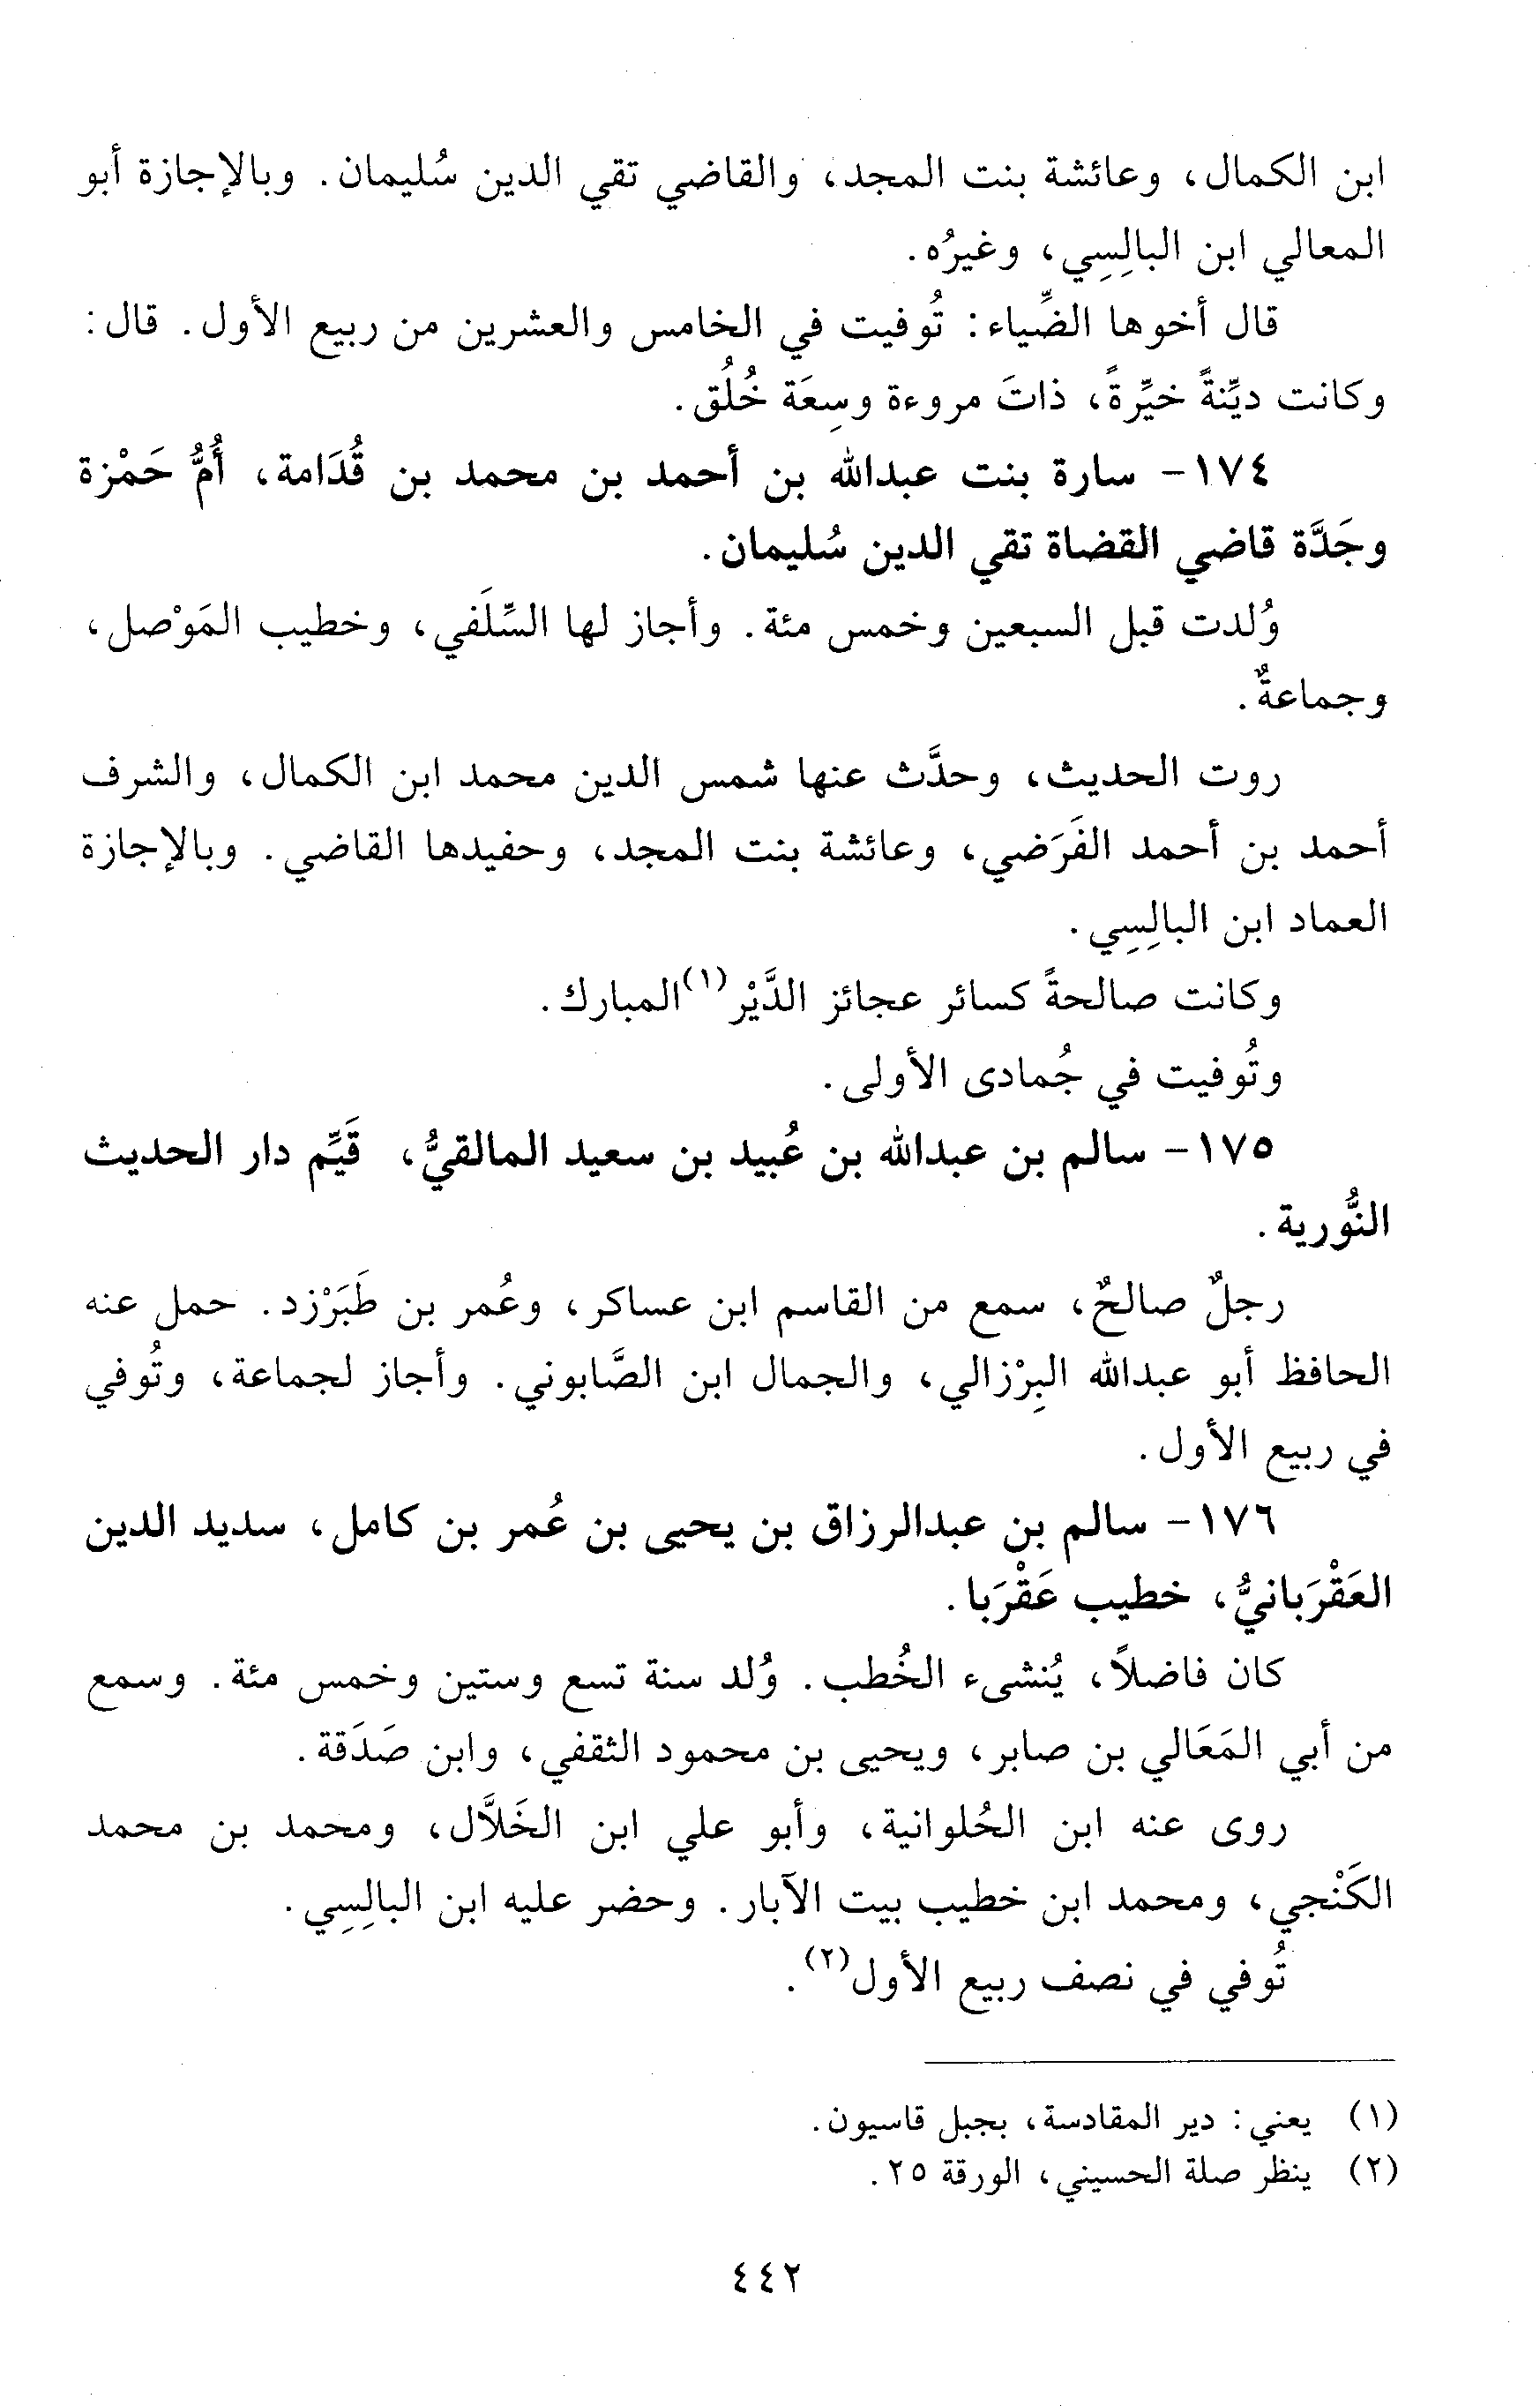 ابن الكمال، وعائشة بنت المجد، والقاضي تقي الدين سُليمان. وبالإجازة أبو
المعالي ابن البالِسِي، وغيرُه.
قال أخوها الضِّياء: تُوفيت في الخامس والعشرين من ربيع الأول. قال:
وكانت ديِّنةً خيِّرةً، ذاتَ مروءة وسِعَة خُلُق.
١٧٤- سارة بنت عبدالله بن أحمد بن محمد بن قُدَامة، أُمُّ حَمْزة
وجَدَّة قاضي القضاة تقي الدين سُليمان.
وُلدت قبل السبعين وخمس مئة. وأجاز لها السِّلَفي، وخطيب المَوْصل،
وجماعةٌ.
روت الحديث، وحدَّث عنها شمس الدين محمد ابن الكمال، والشرف
أحمد بن أحمد الفَرَضي، وعائشة بنت المجد، وحفيدها القاضي. وبالإجازة
العماد ابن البالِسِي.
وكانت صالحةً كسائر عجائز الدَّيْر(١) المبارك.
وتُوفيت في جُمادى الأولى.
١٧٥- سالم بن عبدالله بن عُبيد بن سعيد المالقيُّ، قَيِّم دار الحديث
النُّورية.
رجلٌ صالحٌ، سمع من القاسم ابن عساكر، وعُمر بن طَبَرْزد. حمل عنه
الحافظ أبو عبدالله البِرْزالي، والجمال ابن الصَّابوني. وأجاز لجماعة، وتُوفي
في ربيع الأول.
١٧٦- سالم بن عبدالرزاق بن يحيى بن عُمر بن كامل، سديد الدين
العَقْرَبانيُّ، خطيب عَقْرَبا.
كان فاضلاً، يُنشىء الخُطب. وُلد سنة تسع وستين وخمس مئة. وسمع
من أبي المَعَالي بن صابر، ويحيى بن محمود الثقفي، وابن صَدَقة.
روى عنه ابن الحُلوانية، وأبو علي ابن الخَلاَّل، ومحمد بن محمد
الكَنْجي، ومحمد ابن خطيب بيت الآبار. وحضر عليه ابن البالِسِي.
تُوفي في نصف ربيع الأول(٢).
(١) يعني: دير المقادسة، بجبل قاسيون.
(٢) ينظر صلة الحسيني، الورقة ٢٥.
٤٤٢